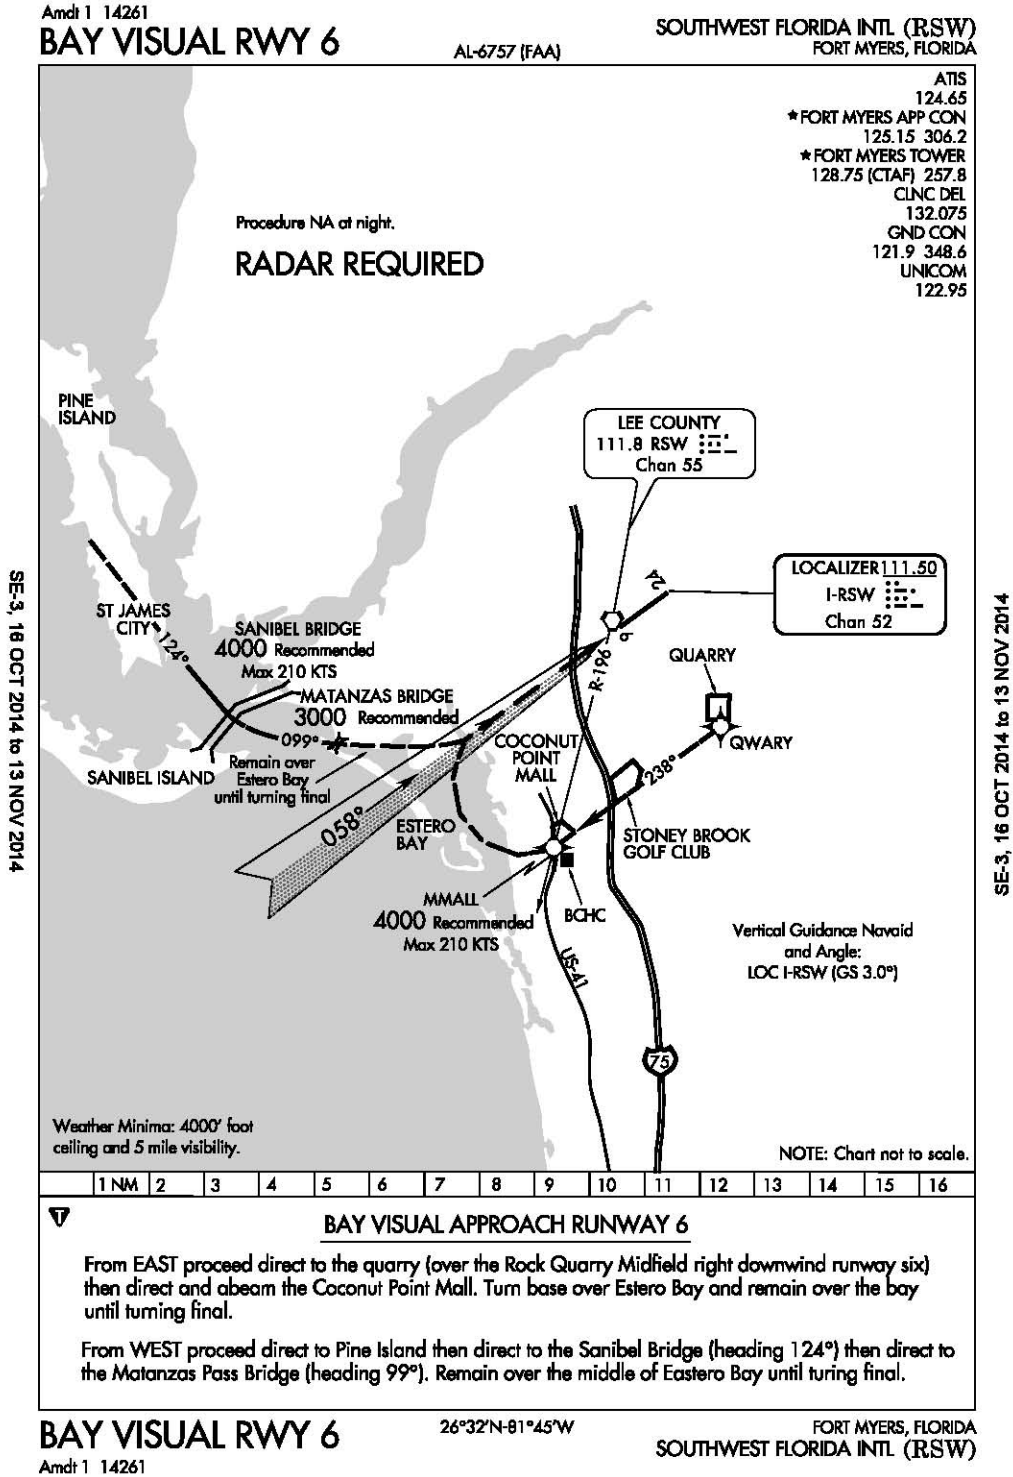 Amdt 1 14261
BAY VISUAL RWY 6
AL-6757 (FAA)
SOUTHWEST FLORIDA INTL (RSW)
FORT MYERS, FLORIDA
ATIS
124.65
★FORT MYERS APP CON
125.15 306.2
★FORT MYERS TOWER
128.75 (CTAF) 257.8
CLNC DEL
132.075
GND CON
121.9 348.6
UNICOM
122.95
Procedure NA at night.
RADAR REQUIRED
PINE
ISLAND
LEE COUNTY
111.8 RSW
Chan 55
LOCALIZER 111.50
I-RSW
Chan 52
24
6
R-196
ST JAMES
CITY
124°
SANIBEL BRIDGE
4000 Recommended
Max 210 KTS
MATANZAS BRIDGE
3000 Recommended
099°
SANIBEL ISLAND
Remain over
Estero Bay
until turning final
058°
ESTERO
BAY
COCONUT
POINT
MALL
QUARRY
QWARY
238°
STONEY BROOK
GOLF CLUB
MMALL
4000 Recommended
Max 210 KTS
BCHC
US-41
75
Vertical Guidance Navaid
and Angle:
LOC I-RSW (GS 3.0°)
Weather Minima: 4000' foot
ceiling and 5 mile visibility.
NOTE: Chart not to scale.
1 NM 2 3 4 5 6 7 8 9 10 11 12 13 14 15 16
T
BAY VISUAL APPROACH RUNWAY 6
From EAST proceed direct to the quarry (over the Rock Quarry Midfield right downwind runway six)
then direct and abeam the Coconut Point Mall. Turn base over Estero Bay and remain over the bay
until turning final.
From WEST proceed direct to Pine Island then direct to the Sanibel Bridge (heading 124°) then direct to
the Matanzas Pass Bridge (heading 99°). Remain over the middle of Eastero Bay until turing final.
BAY VISUAL RWY 6
Amdt 1 14261
26°32'N-81°45'W
FORT MYERS, FLORIDA
SOUTHWEST FLORIDA INTL (RSW)
SE-3, 16 OCT 2014 to 13 NOV 2014
SE-3, 16 OCT 2014 to 13 NOV 2014